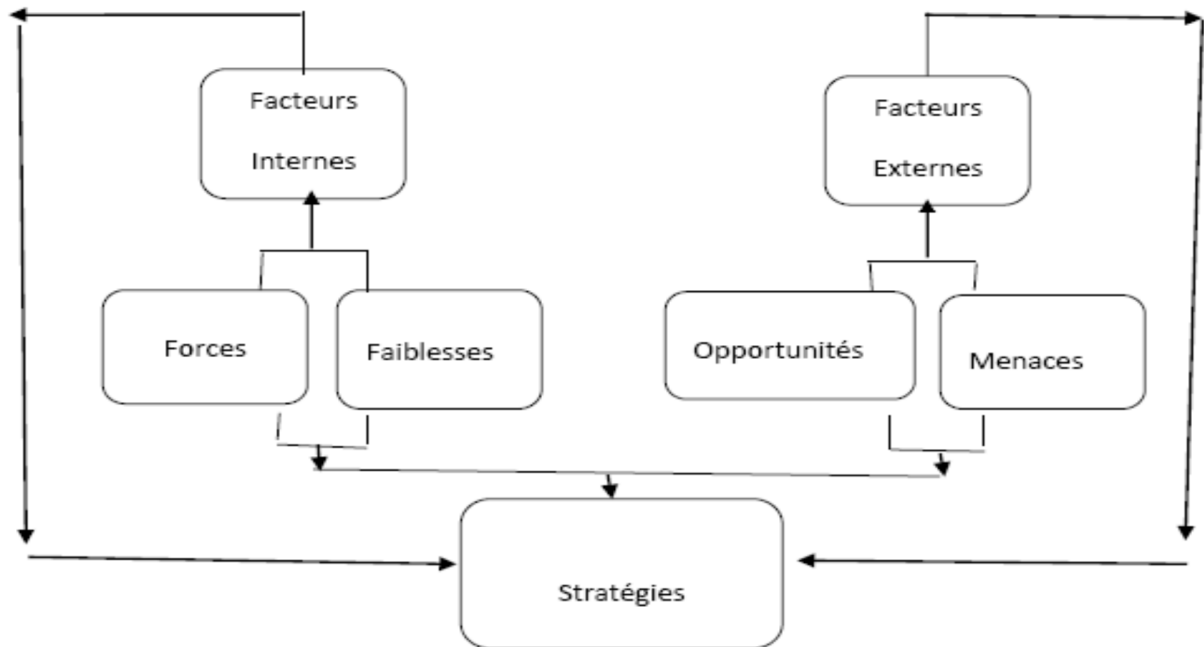 Facteurs
Internes
Facteurs
Externes
Forces
Faiblesses
Opportunités
Menaces
Stratégies